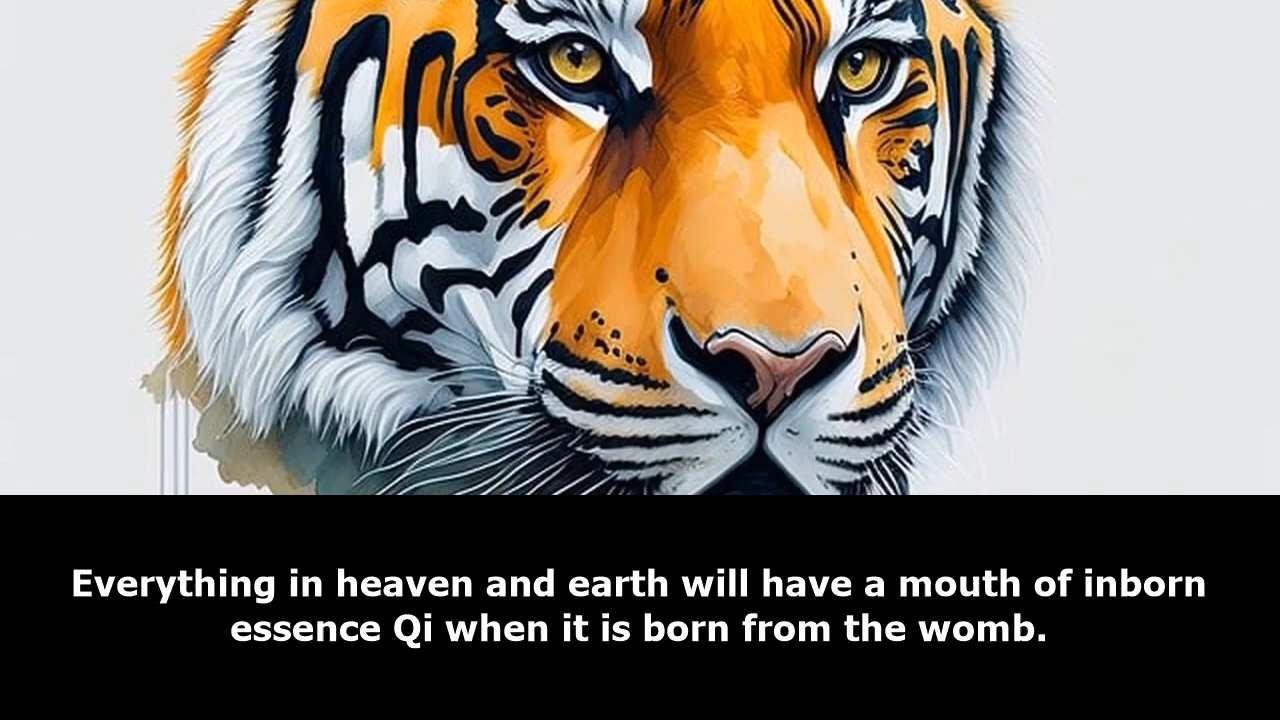 Everything in heaven and earth will have a mouth of inborn
essence Qi when it is born from the womb.